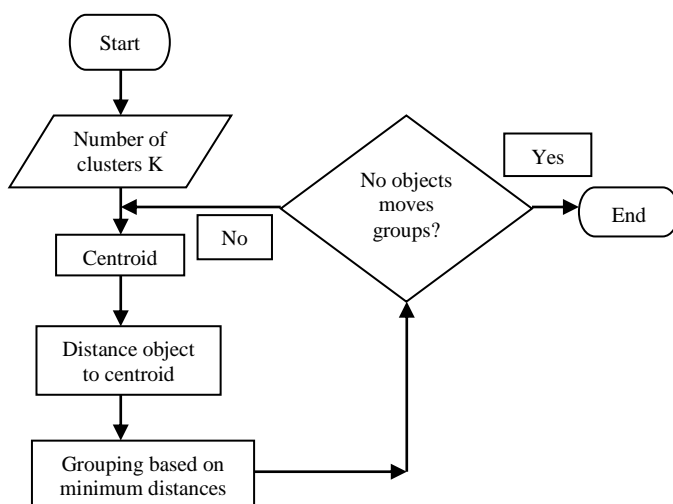 Start
Number of
clusters K
Centroid
Distance object
to centroid
Grouping based on
minimum distances
No objects
moves
groups?
No
Yes
End